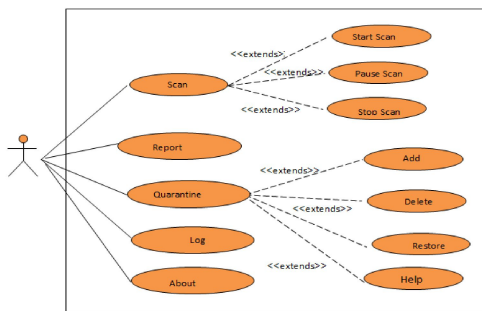 Start Scan
<<extends>>
<<extends>>
Pause Scan
Scan
<<extends>>
Stop Scan
Report
<<extends>>
Add
Quarantine
<<extends>>
Delete
Log
<<extends>>
Restore
<<extends>>
About
Help